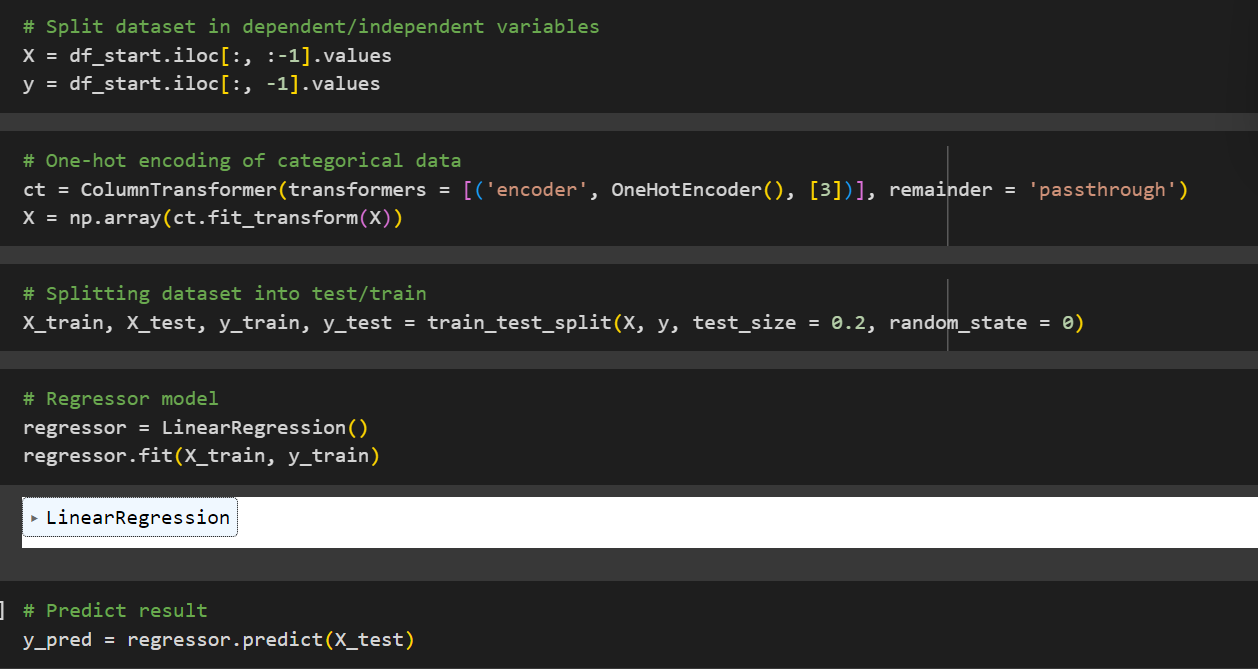 # Split dataset in dependent/independent variables
X = df_start.iloc[:, :-1].values
y = df_start.iloc[:, -1].values
# One-hot encoding of categorical data
ct = ColumnTransformer(transformers = [('encoder', OneHotEncoder(), [3])], remainder = 'passthrough')
X = np.array(ct.fit_transform(X))
# Splitting dataset into test/train
X_train, X_test, y_train, y_test = train_test_split(X, y, test_size = 0.2, random_state = 0)
# Regressor model
regressor = LinearRegression()
regressor.fit(X_train, y_train)
▸ LinearRegression
] # Predict result
y_pred = regressor.predict(X_test)